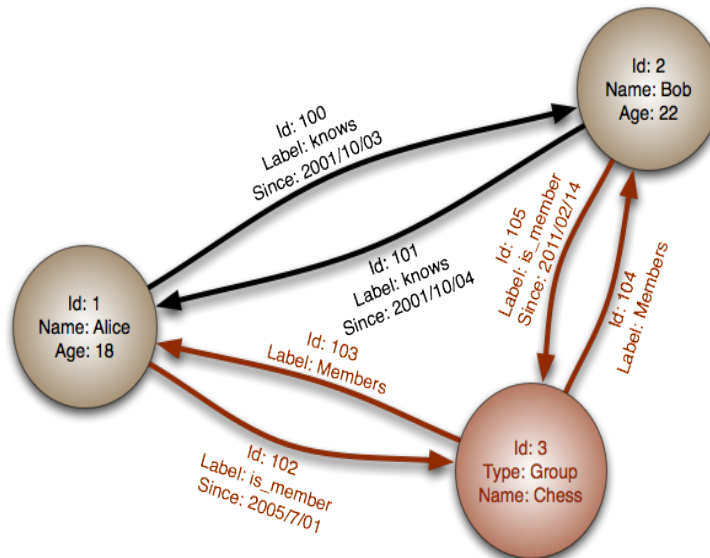 Id: 2
Name: Bob
Age: 22
Id: 100
Label: knows
Since: 2001/10/03
Id: 101
Label: knows
Since: 2001/10/04
Id: 105
Label: is_member
Since: 2011/02/14
Id: 104
Label: Members
Id: 1
Name: Alice
Age: 18
Id: 103
Label: Members
Id: 102
Label: is_member
Since: 2005/7/01
Id: 3
Type: Group
Name: Chess